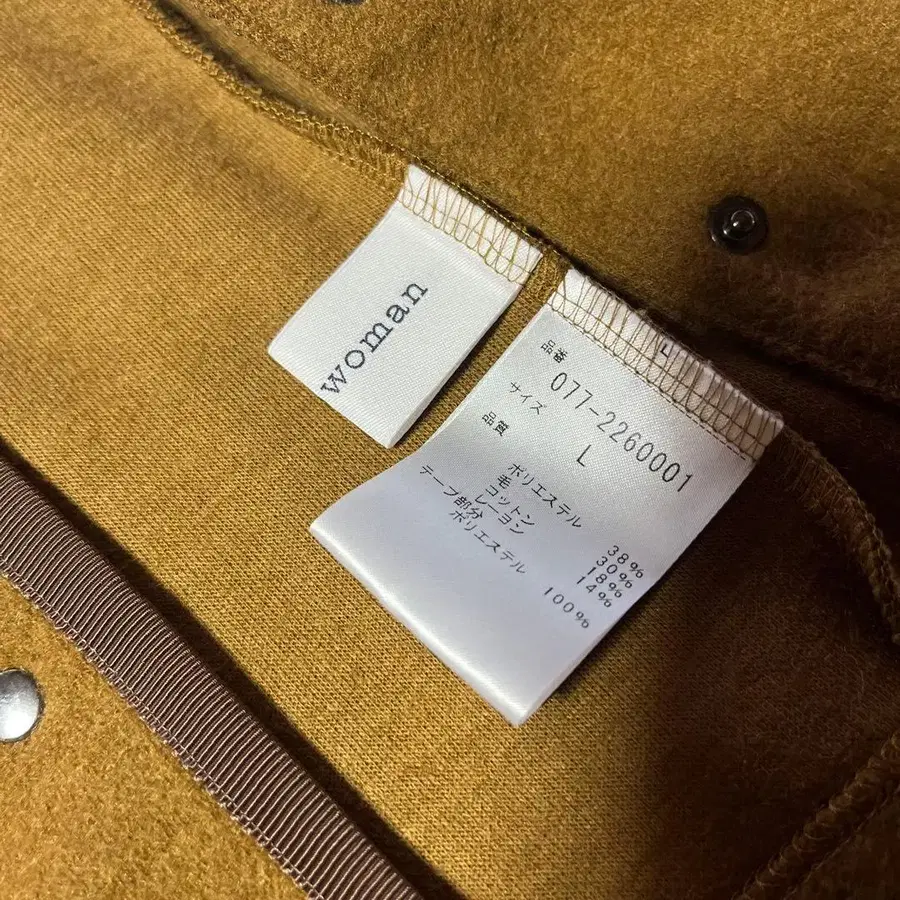 woman
品番
077-2260001
サイズ
L
品質
ポリエステル 38%
毛 30%
コットン 18%
レーヨン 14%
テープ部分
ポリエステル 100%